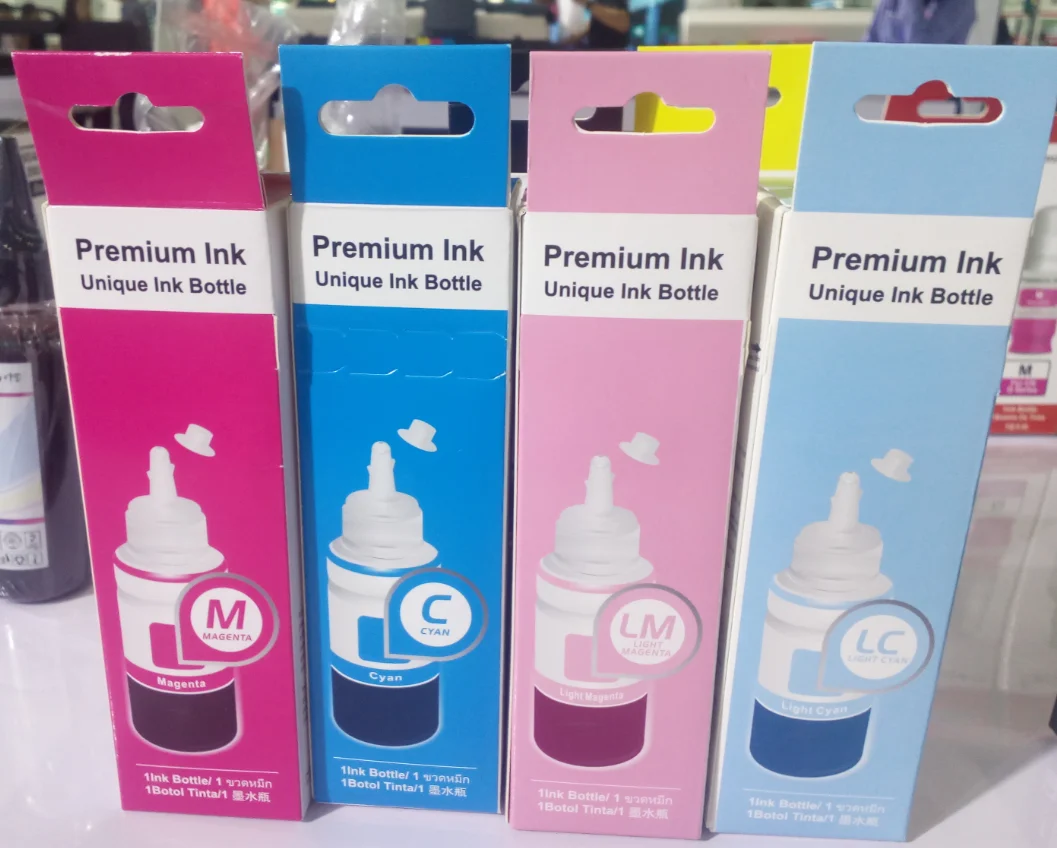 Premium Ink
Unique Ink Bottle
M
MAGENTA
Magenta
1Ink Bottle/ 1 ขวดหมึก
1Botol Tinta/1 墨水瓶
Premium Ink
Unique Ink Bottle
C
CYAN
Cyan
1Ink Bottle/ 1 ขวดหมึก
1Botol Tinta/1 墨水瓶
Premium Ink
Unique Ink Bottle
LM
LIGHT
MAGENTA
Light Magenta
1Ink Bottle/ 1 ขวดหมึก
1Botol Tinta/1 墨水瓶
Premium Ink
Unique Ink Bottle
LC
LIGHT CYAN
Light Cyan
1Ink Bottle/ 1 ขวดหมึก
1Botol Tinta/1 墨水瓶
M